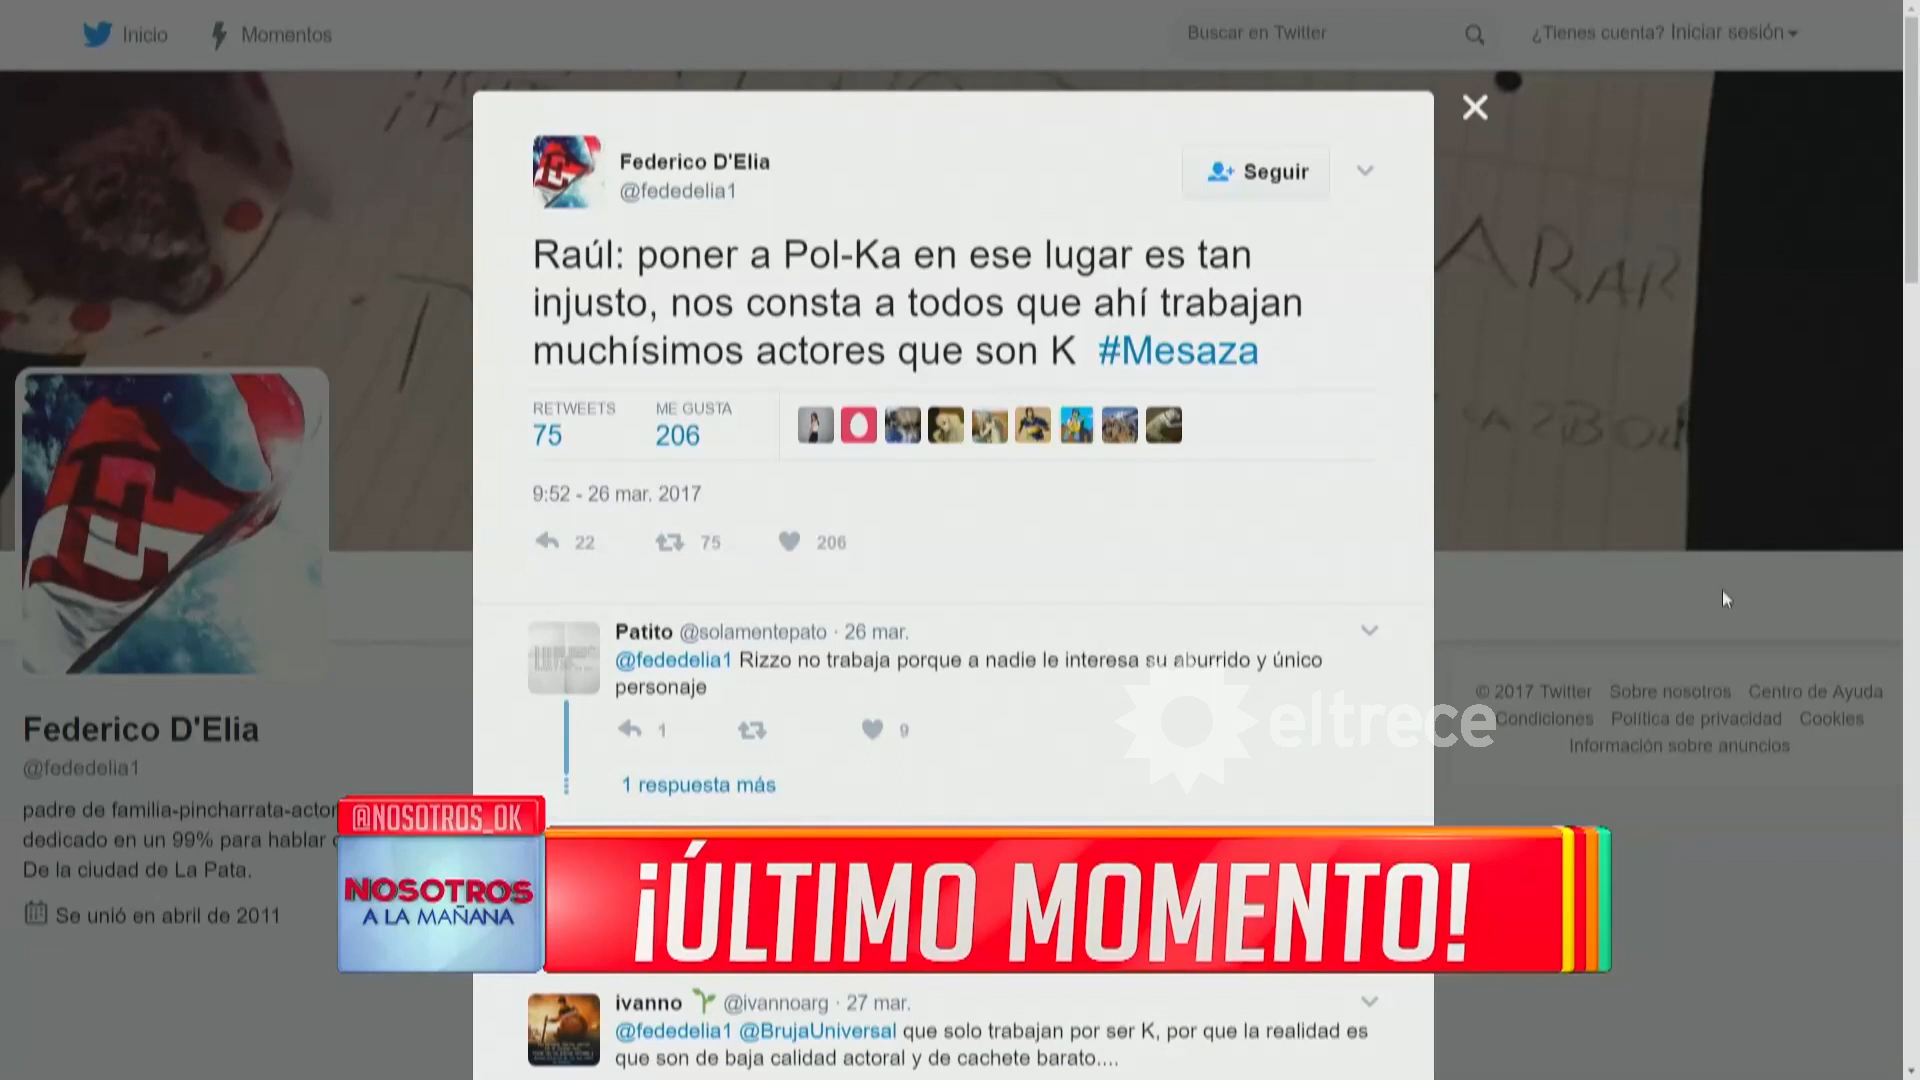 Inicio
Momentos
Buscar en Twitter
¿Tienes cuenta? Iniciar sesión
Federico D'Elia
@fededelia1
Seguir
Raúl: poner a Pol-Ka en ese lugar es tan
injusto, nos consta a todos que ahí trabajan
muchísimos actores que son K #Mesaza
RETWEETS
75
ME GUSTA
206
9:52 - 26 mar. 2017
22
75
206
ARAR
Patito @solamentepato · 26 mar.
@fededelia1 Rizzo no trabaja porque a nadie le interesa su aburrido y único
personaje
1
9
1 respuesta más
eltrece
Federico D'Elia
@fededelia1
padre de familia-pincharrata-actor
dedicado en un 99% para hablar
De la ciudad de La Pata.
Se unió en abril de 2011
© 2017 Twitter Sobre nosotros Centro de Ayuda
Condiciones Política de privacidad Cookies
Información sobre anuncios
@NOSOTROS_OK
NOSOTROS
A LA MAÑANA
¡ÚLTIMO MOMENTO!
ivanno @ivannoarg · 27 mar.
@fededelia1 @BrujaUniversal que solo trabajan por ser K, por que la realidad es
que son de baja calidad actoral y de cachete barato....